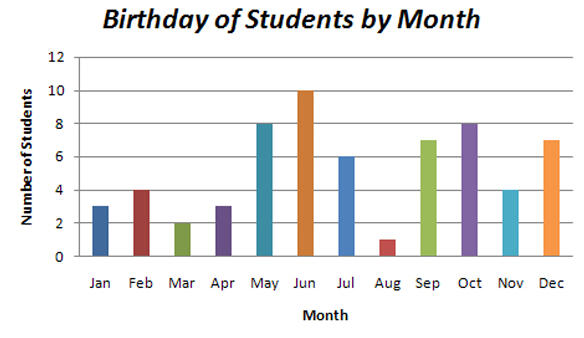 Birthday of Students by Month
Number of Students
12
10
8
6
4
2
0
Jan Feb Mar Apr May Jun Jul Aug Sep Oct Nov Dec
Month